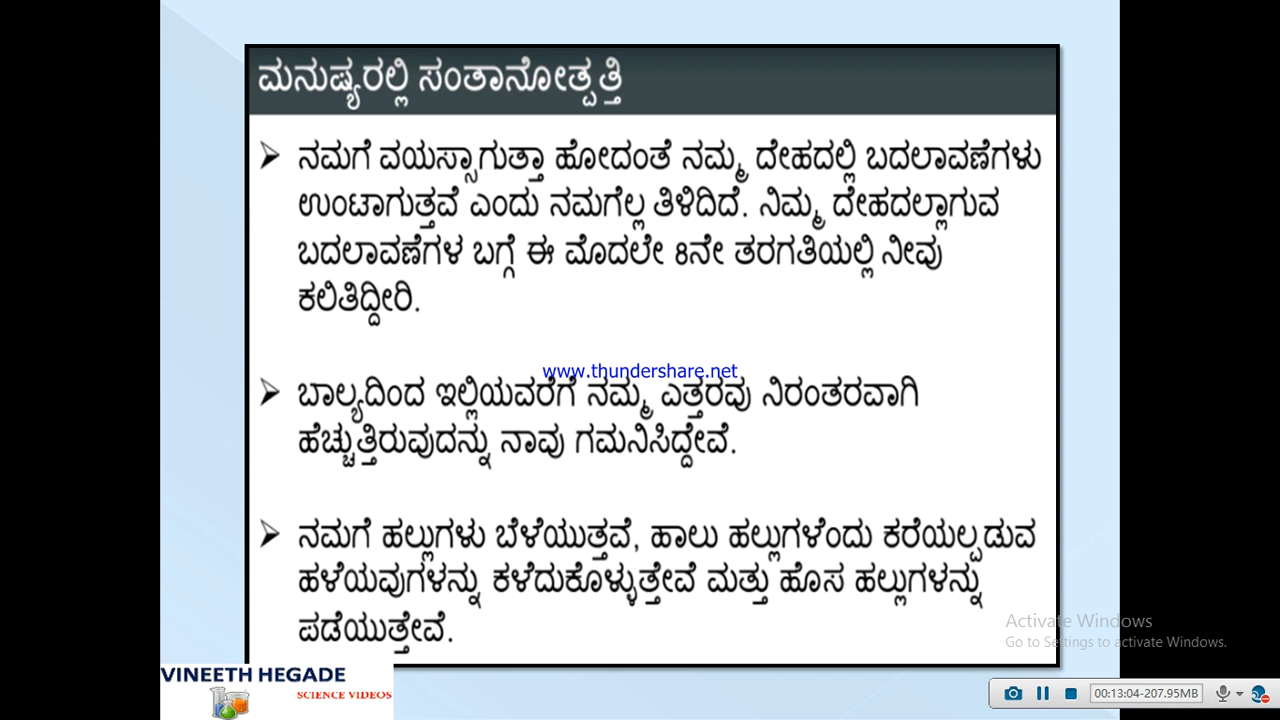 ಮನುಷ್ಯರಲ್ಲಿ ಸಂತಾನೋತ್ಪತ್ತಿ
➢ ನಮಗೆ ವಯಸ್ಸಾಗುತ್ತಾ ಹೋದಂತೆ ನಮ್ಮ ದೇಹದಲ್ಲಿ ಬದಲಾವಣೆಗಳು
ಉಂಟಾಗುತ್ತವೆ ಎಂದು ನಮಗೆಲ್ಲ ತಿಳಿದಿದೆ. ನಿಮ್ಮ ದೇಹದಲ್ಲಾಗುವ
ಬದಲಾವಣೆಗಳ ಬಗ್ಗೆ ಈ ಮೊದಲೇ 8ನೇ ತರಗತಿಯಲ್ಲಿ ನೀವು
ಕಲಿತಿದ್ದೀರಿ.
www.thundershare.net
➢ ಬಾಲ್ಯದಿಂದ ಇಲ್ಲಿಯವರೆಗೆ ನಮ್ಮ ಎತ್ತರವು ನಿರಂತರವಾಗಿ
ಹೆಚ್ಚುತ್ತಿರುವುದನ್ನು ನಾವು ಗಮನಿಸಿದ್ದೇವೆ.
➢ ನಮಗೆ ಹಲ್ಲುಗಳು ಬೆಳೆಯುತ್ತವೆ, ಹಾಲು ಹಲ್ಲುಗಳೆಂದು ಕರೆಯಲ್ಪಡುವ
ಹಳೆಯವುಗಳನ್ನು ಕಳೆದುಕೊಳ್ಳುತ್ತೇವೆ ಮತ್ತು ಹೊಸ ಹಲ್ಲುಗಳನ್ನು
ಪಡೆಯುತ್ತೇವೆ.
Activate Windows
Go to Settings to activate Windows.
VINEETH HEGADE
SCIENCE VIDEOS
00:13:04-207.95MB